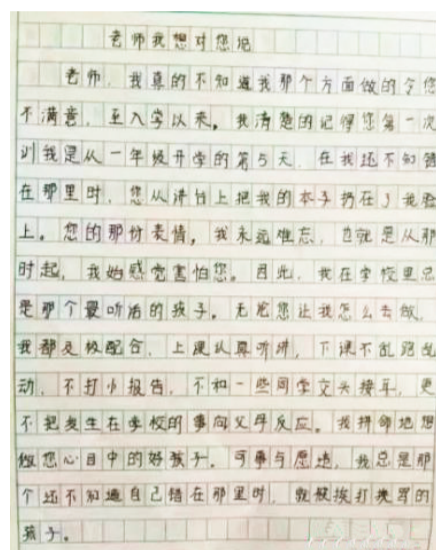 老师我想对您说
老师，我真的不知道我那个方面做的令您
不满意，至入学以来，我清楚的记得您第一次
训我是从一年级开学的第5天，在我还不知错
在那里时，您从讲台上把我的本子扔在了我脸
上。您的那份表情，我永远难忘，也就是从那
时起，我始感觉害怕您。因此，我在学校里总
是那个最听话的孩子。无论您让我怎么去做，
我都及极配合，上课认真听讲，下课不乱跑乱
动，不打小报告，不和一些同学交头接耳，更
不把发生在学校的事向父母反应。我拼命地想
做您心目中的好孩子。可事与愿违，我总是那
个还不知道自己错在那里时，就被挨打挨骂的
孩子。